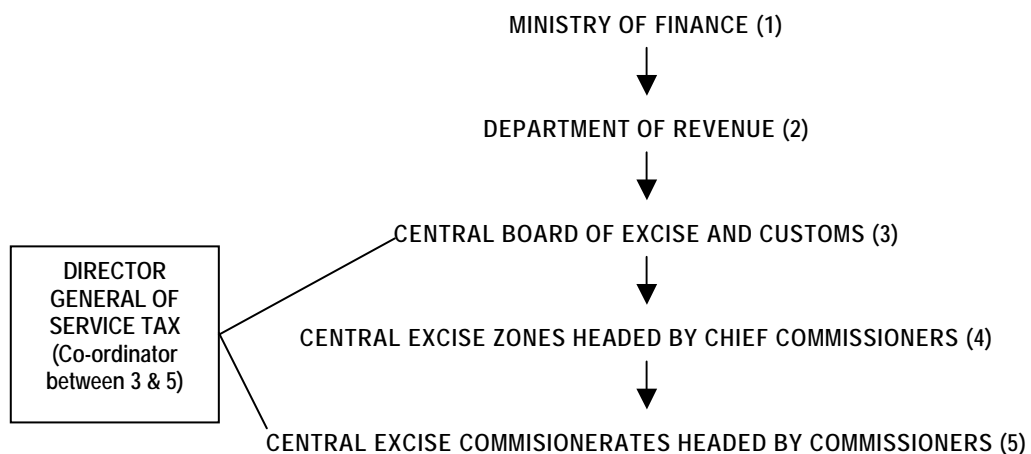 MINISTRY OF FINANCE (1)
DEPARTMENT OF REVENUE (2)
CENTRAL BOARD OF EXCISE AND CUSTOMS (3)
DIRECTOR
GENERAL OF
SERVICE TAX
(Co-ordinator
between 3 & 5)
CENTRAL EXCISE ZONES HEADED BY CHIEF COMMISSIONERS (4)
CENTRAL EXCISE COMMISIONERATES HEADED BY COMMISSIONERS (5)